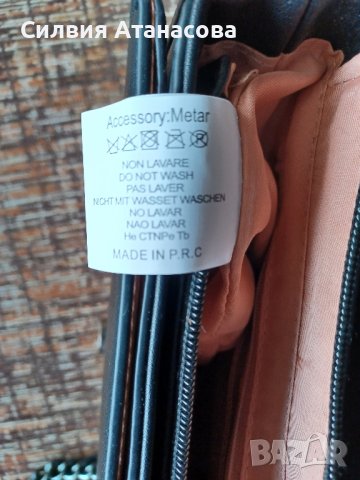 Силвия Атанасова
Accessory:Metar
NON LAVARE
DO NOT WASH
PAS LAVER
NICHT MIT WASSET WASCHEN
NO LAVAR
NAO LAVAR
He CTNPe Tb
MADE IN P.R.C
BAZAR